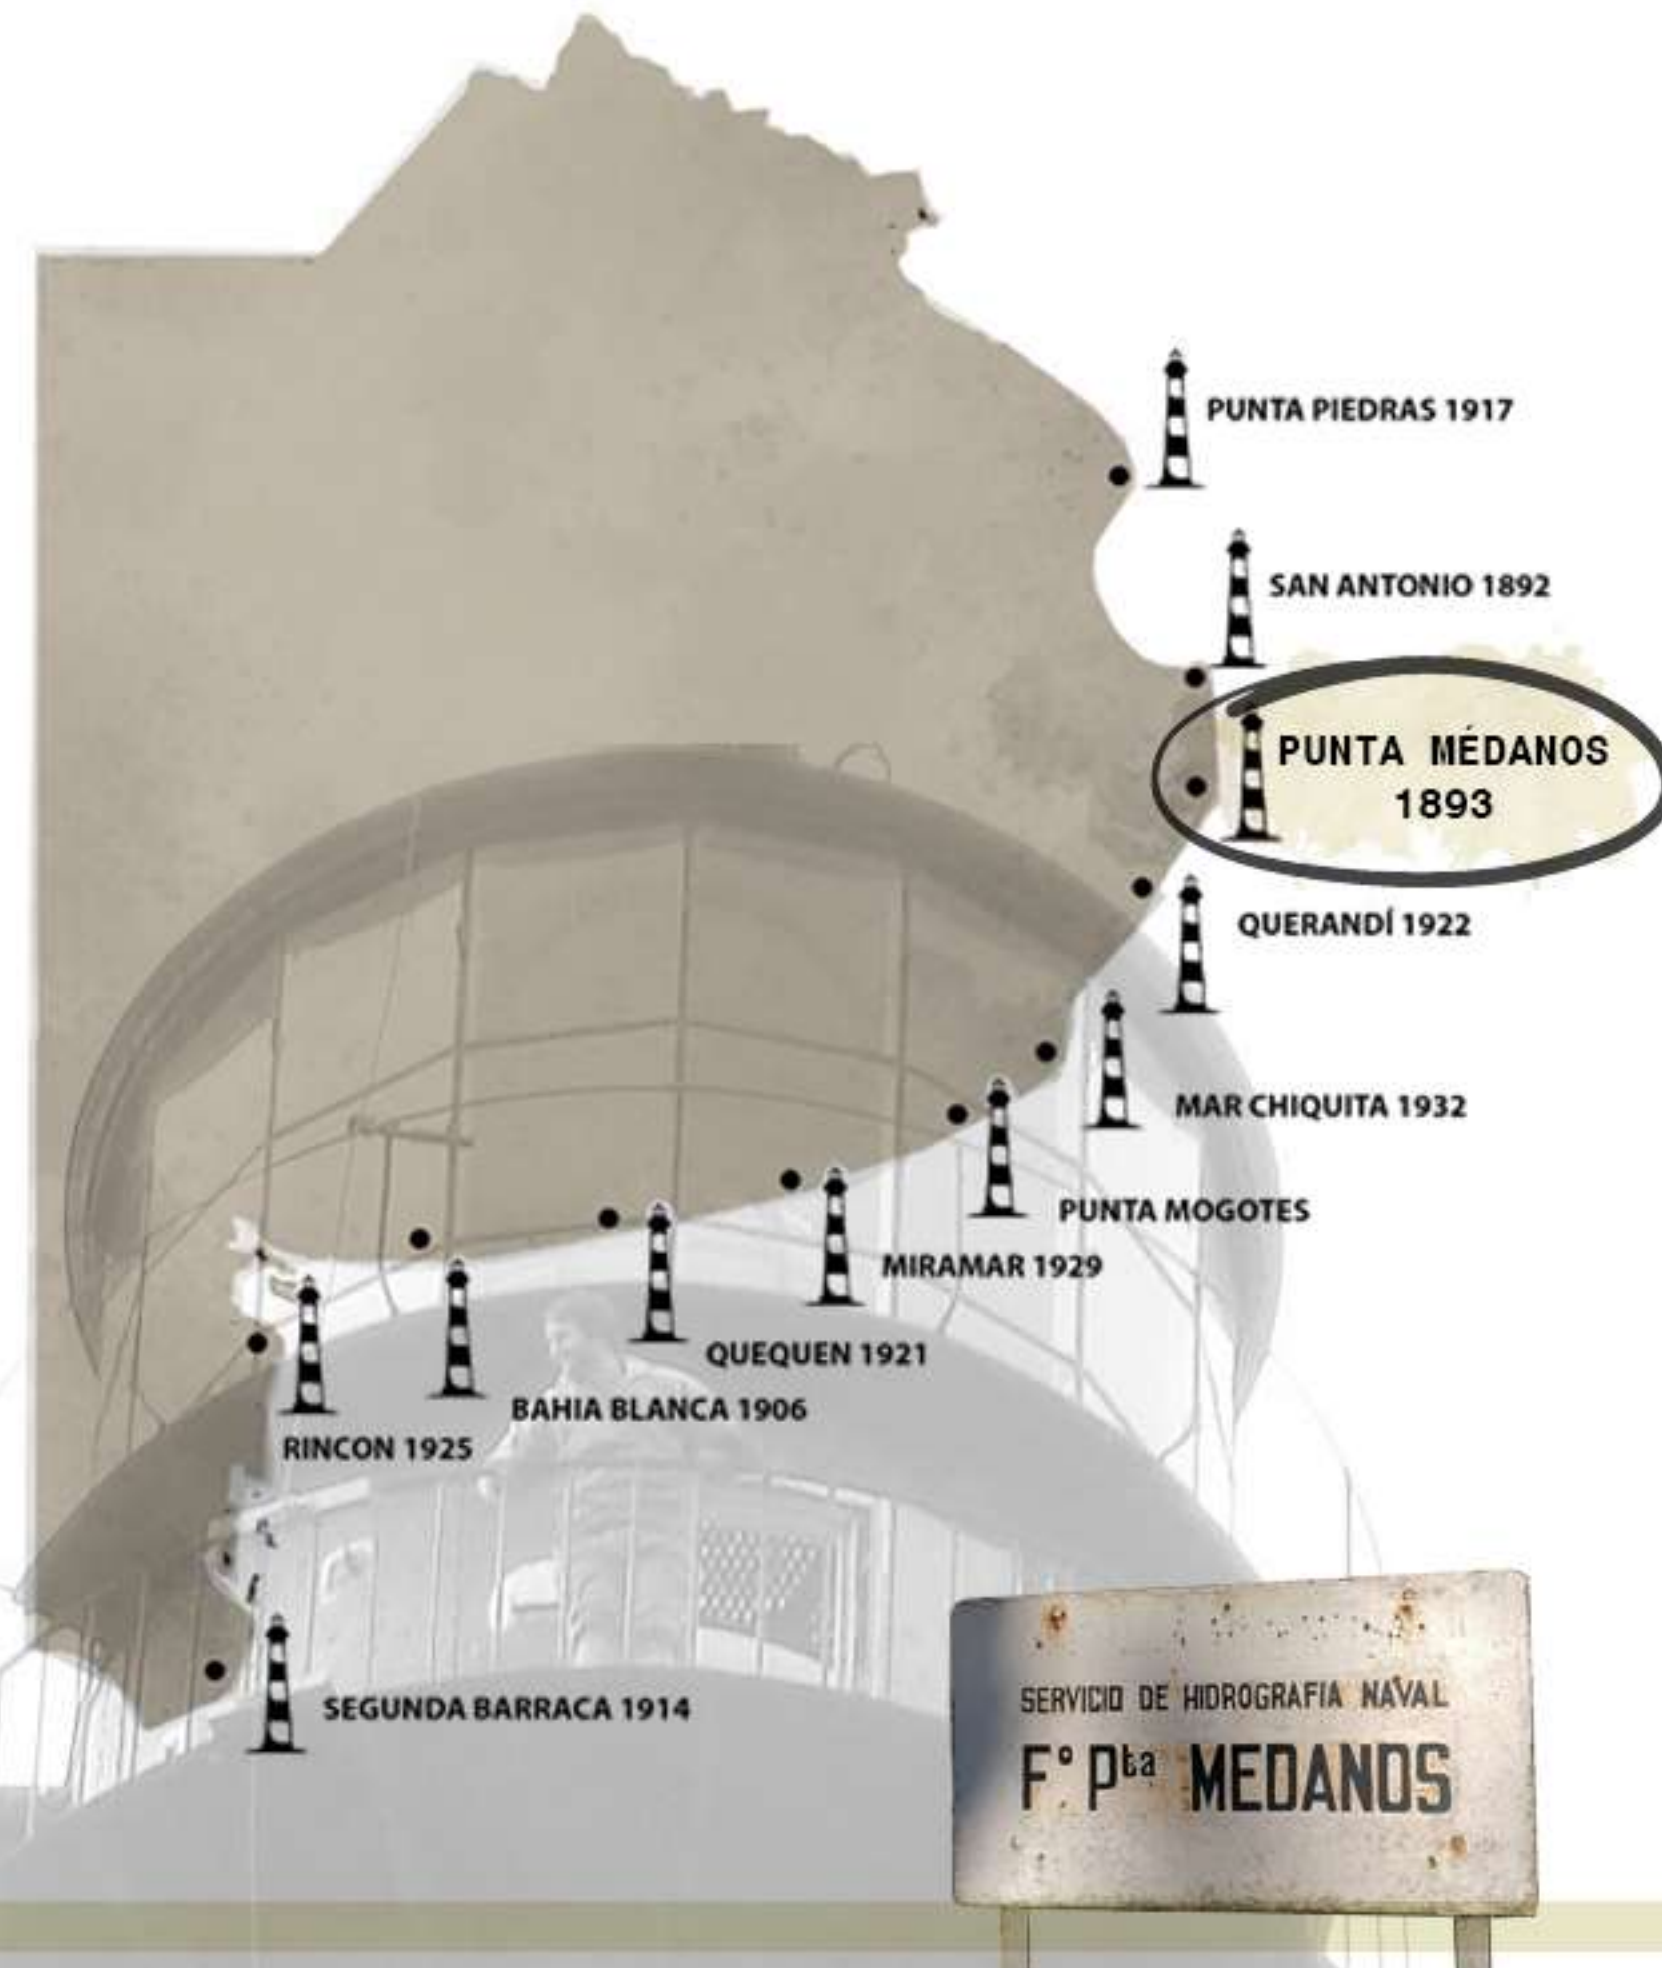 PUNTA PIEDRAS 1917
SAN ANTONIO 1892
PUNTA MÉDANOS
1893
QUERANDÍ 1922
MAR CHIQUITA 1932
PUNTA MOGOTES
MIRAMAR 1929
QUEQUEN 1921
BAHIA BLANCA 1906
RINCON 1925
SEGUNDA BARRACA 1914
SERVICIO DE HIDROGRAFIA NAVAL
F° Pta MEDANOS